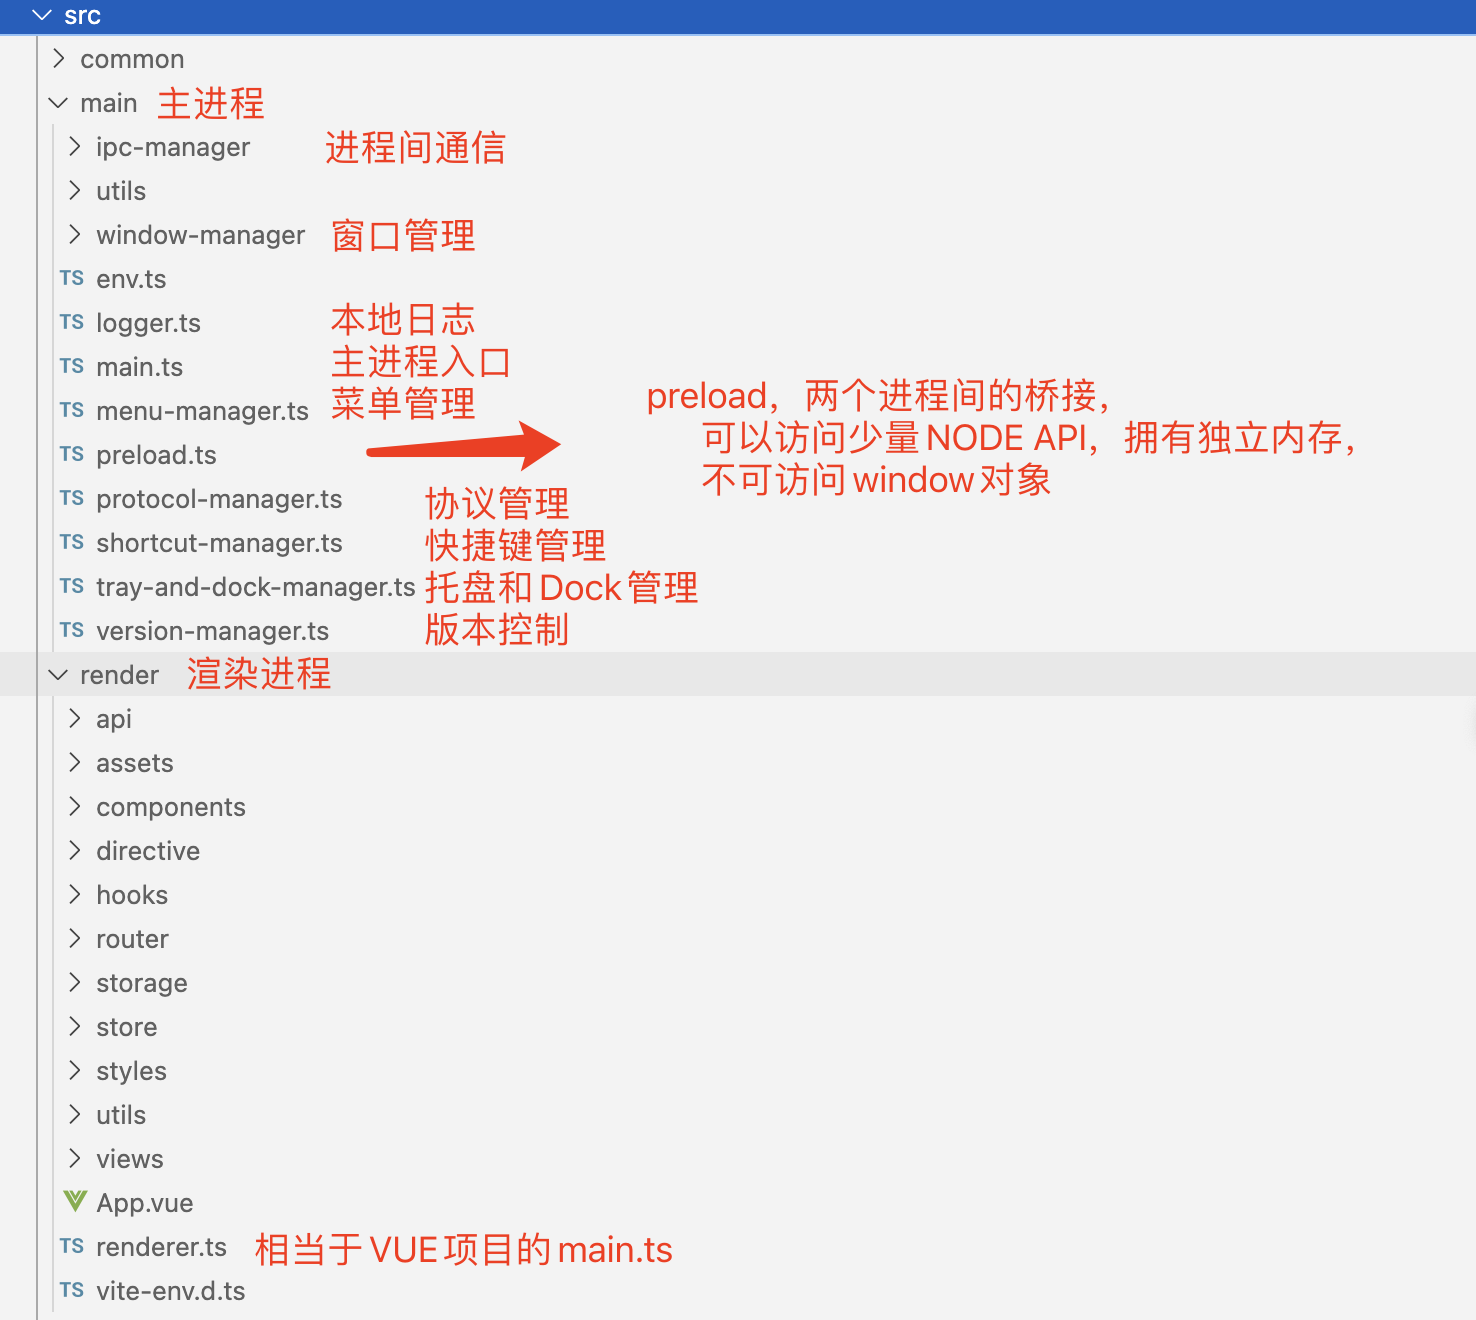 src
common
main 主进程
ipc-manager 进程间通信
utils
window-manager 窗口管理
TS env.ts
TS logger.ts 本地日志
TS main.ts 主进程入口
TS menu-manager.ts 菜单管理
preload，两个进程间的桥接，
可以访问少量NODE API，拥有独立内存，
不可访问window对象
TS preload.ts
TS protocol-manager.ts 协议管理
TS shortcut-manager.ts 快捷键管理
TS tray-and-dock-manager.ts 托盘和Dock管理
TS version-manager.ts 版本控制
render 渲染进程
api
assets
components
directive
hooks
router
storage
store
styles
utils
views
App.vue
TS renderer.ts 相当于VUE项目的main.ts
TS vite-env.d.ts